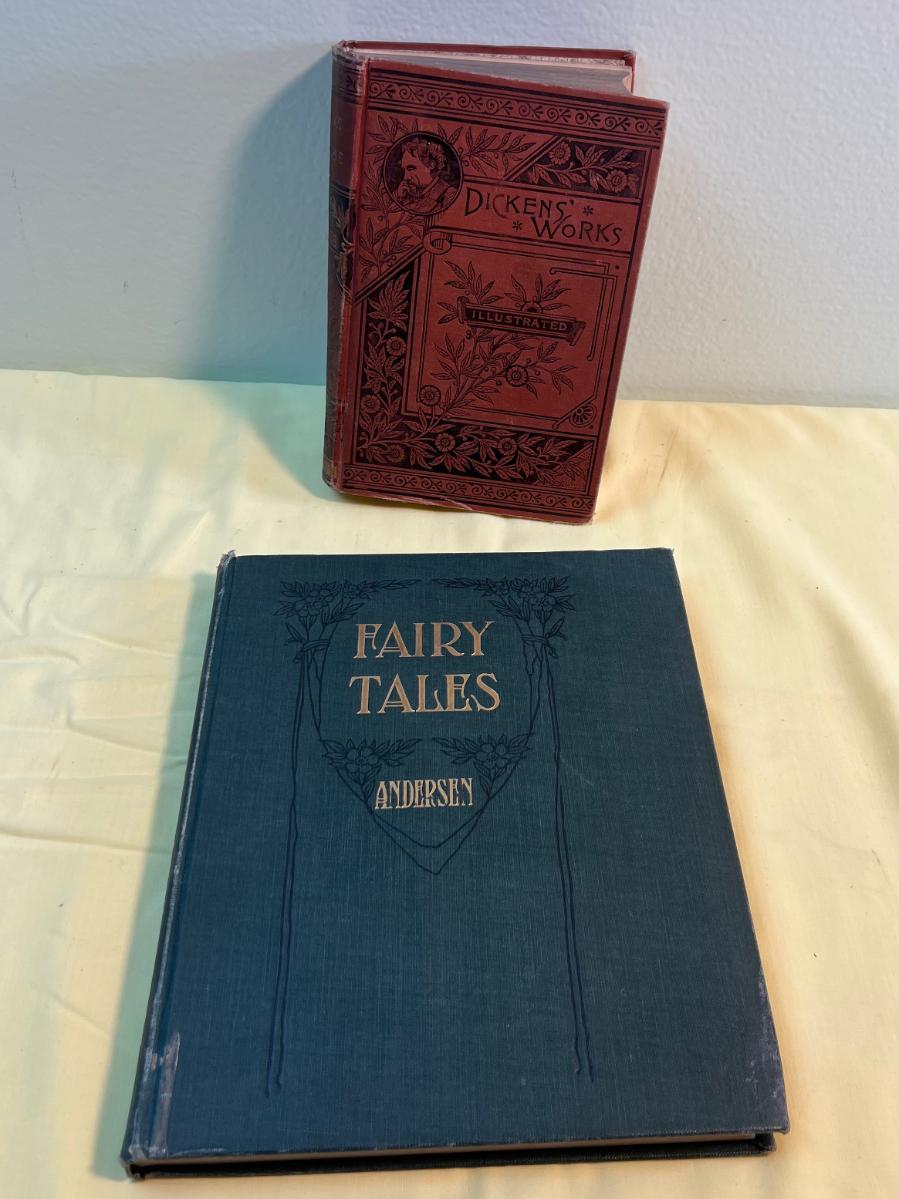 DICKENS'
WORKS
ILLUSTRATED
FAIRY
TALES
ANDERSEN